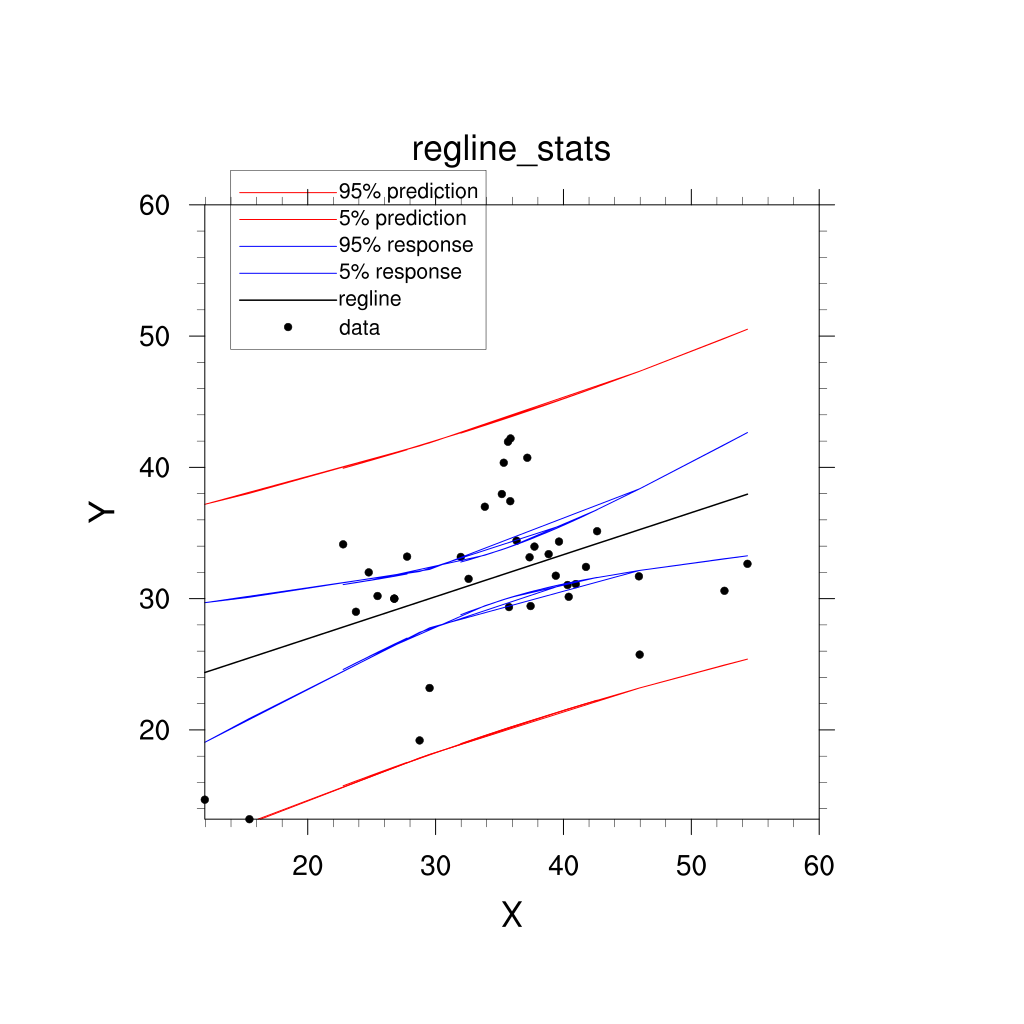 regline_stats
95% prediction
5% prediction
95% response
5% response
regline
data
60
50
40
30
20
Y
20 30 40 50 60
X